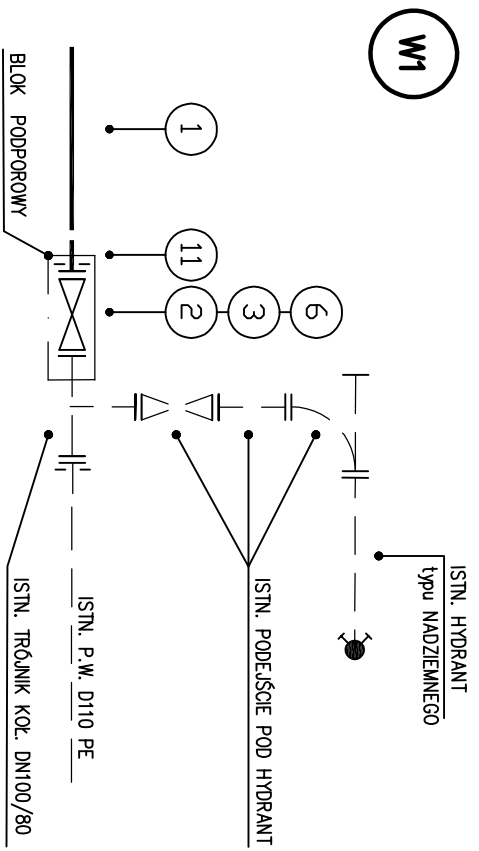 W1
1
11
2
3
6
BLOK PODPOROWY
ISTN. HYDRANT
typu NADZIEMNEGO
ISTN. PODEJŚCIE POD HYDRANT
ISTN. P.W. D110 PE
ISTN. TRÓJNIK KOŁ. DN100/80